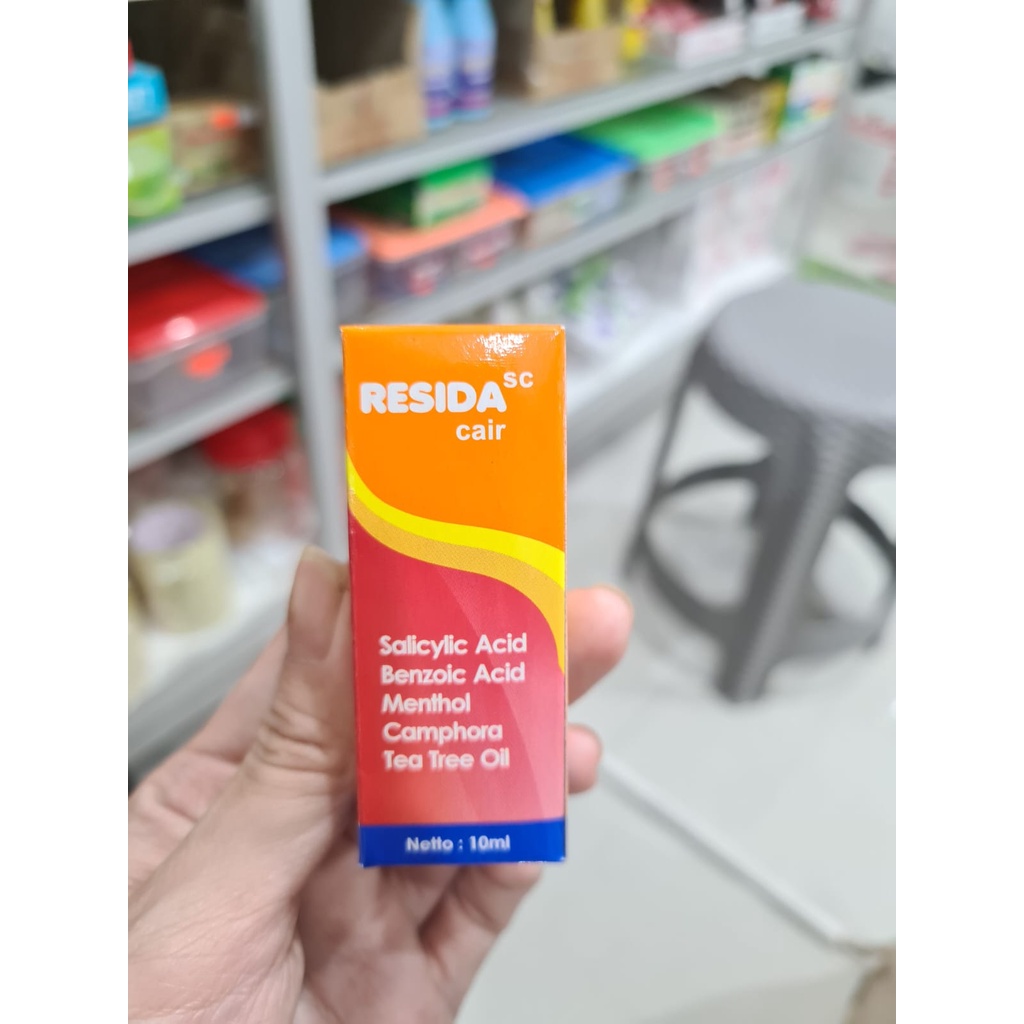 RESIDA SC
cair
Salicylic Acid
Benzoic Acid
Menthol
Camphora
Tea Tree Oil
Netto : 10ml